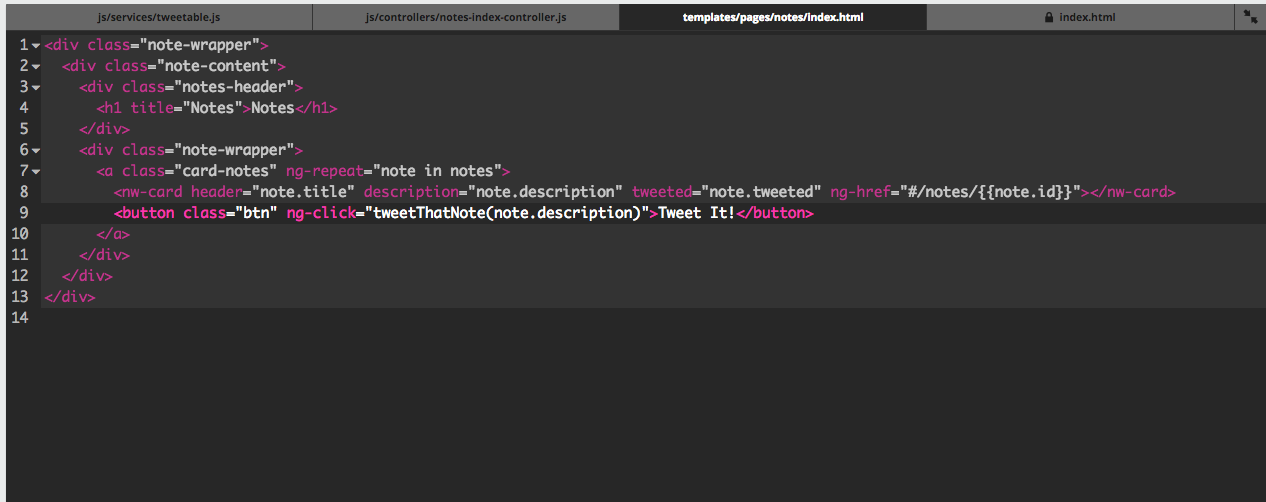 js/services/tweetable.js js/controllers/notes-index-controller.js templates/pages/notes/index.html index.html
1 <div class="note-wrapper">
2   <div class="note-content">
3     <div class="notes-header">
4       <h1 title="Notes">Notes</h1>
5     </div>
6     <div class="note-wrapper">
7       <a class="card-notes" ng-repeat="note in notes">
8         <nw-card header="note.title" description="note.description" tweeted="note.tweeted" ng-href="#/notes/{{note.id}}"></nw-card>
9         <button class="btn" ng-click="tweetThatNote(note.description)">Tweet It!</button>
10       </a>
11     </div>
12   </div>
13 </div>
14